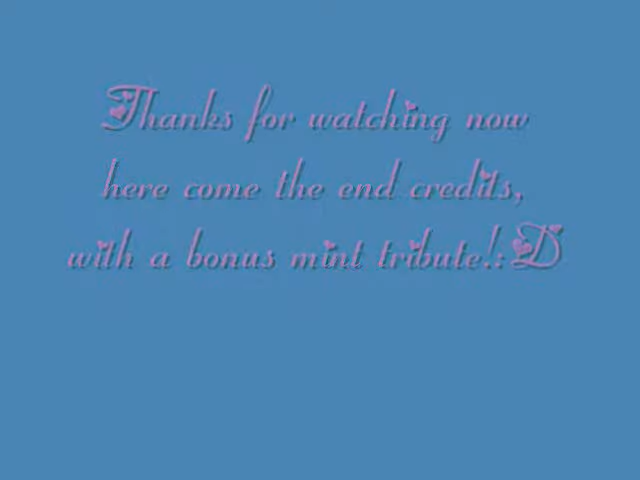 Thanks for watching now
here come the end credits,
with a bonus mint tribute!:D